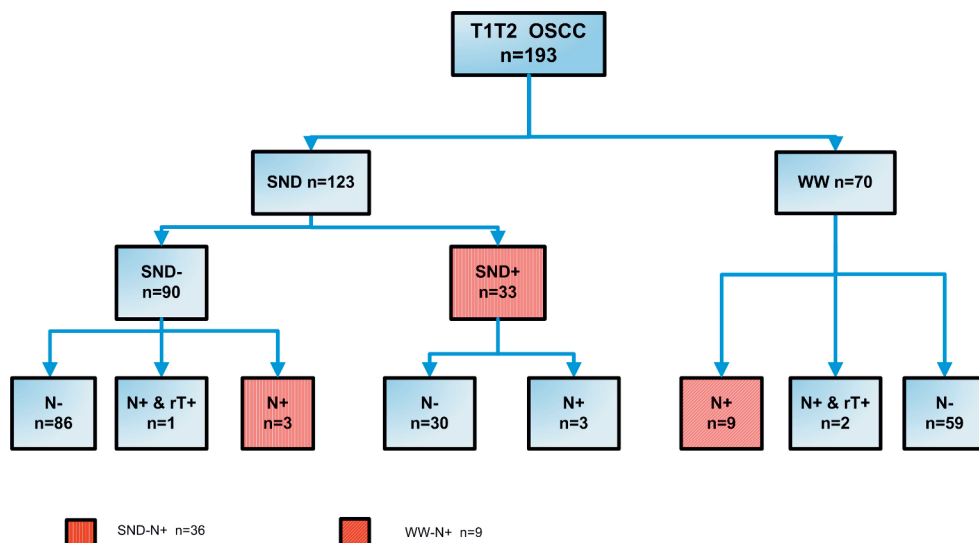 T1T2 OSCC
n=193
SND n=123
WW n=70
SND-
n=90
SND+
n=33
N-
n=86
N+ & rT+
n=1
N+
n=3
N-
n=30
N+
n=3
N+
n=9
N+ & rT+
n=2
N-
n=59
SND-N+ n=36
WW-N+ n=9